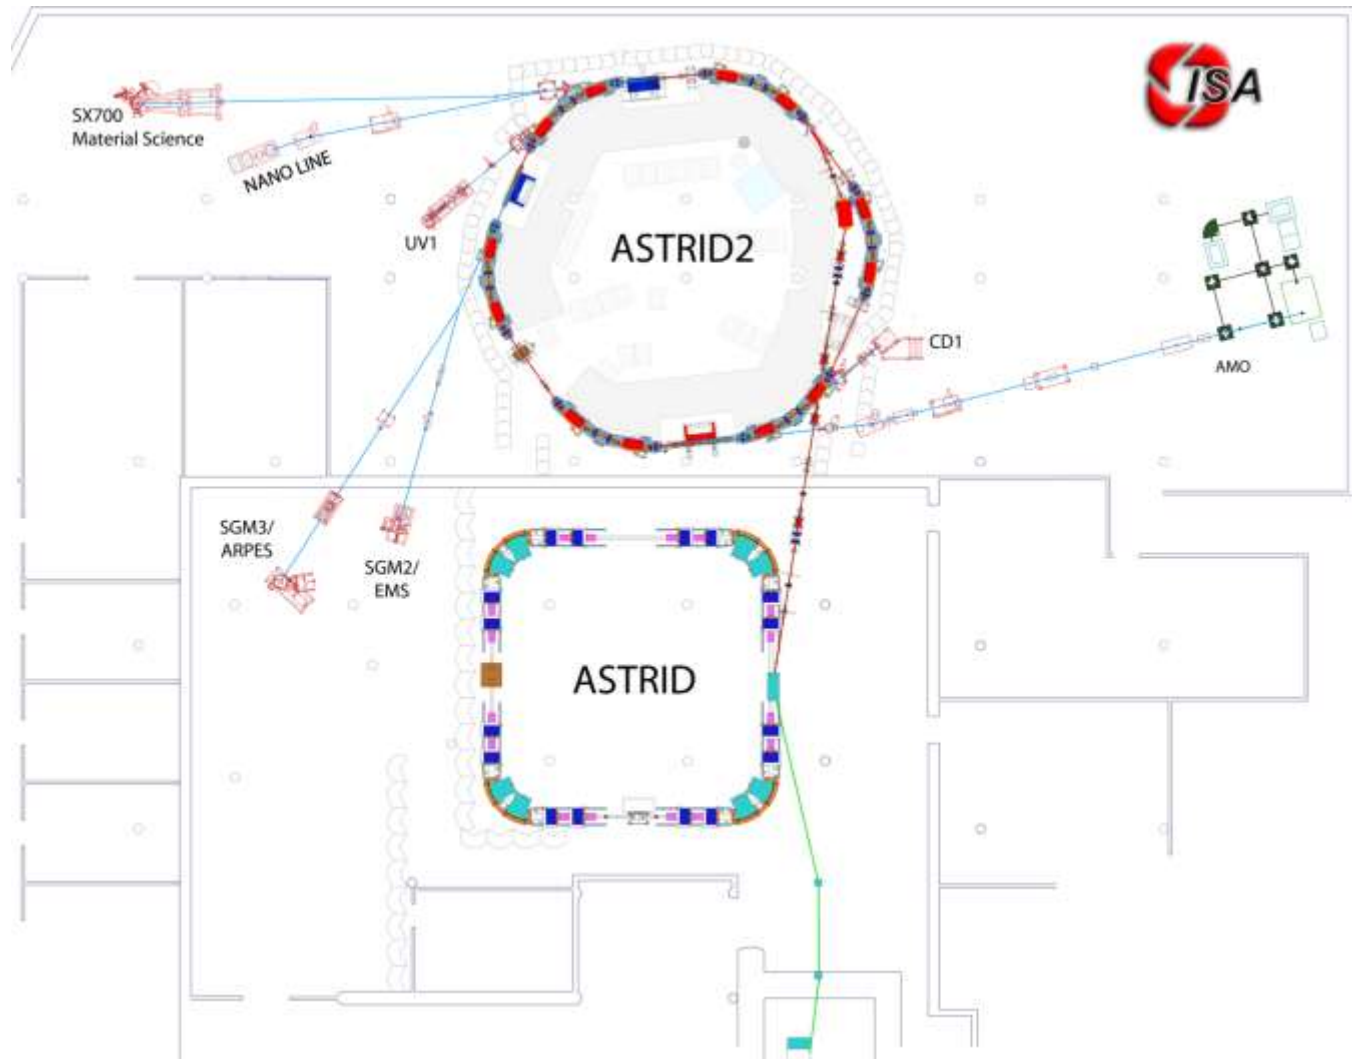 ISA
SX700
Material Science
NANO LINE
UV1
ASTRID2
CD1
AMO
SGM3/
ARPES
SGM2/
EMS
ASTRID